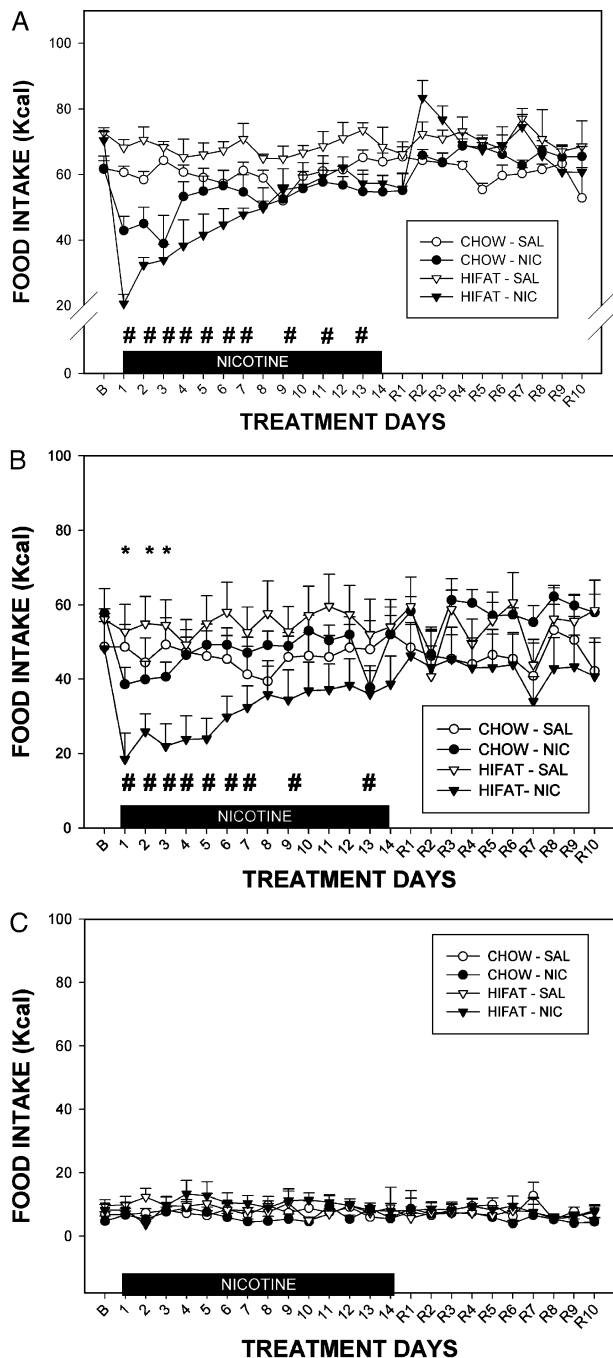 A
FOOD INTAKE (Kcal)
100
80
60
40
20
0
CHOW - SAL
CHOW - NIC
HIFAT - SAL
HIFAT - NIC
# # # # # # # # # #
NICOTINE
B 1 2 3 4 5 6 7 8 9 10 11 12 13 14 R1 R2 R3 R4 R5 R6 R7 R8 R9 R10
TREATMENT DAYS
B
FOOD INTAKE (Kcal)
100
80
60
40
20
0
* * *
CHOW - SAL
CHOW - NIC
HIFAT - SAL
HIFAT- NIC
# # # # # # # # #
NICOTINE
B 1 2 3 4 5 6 7 8 9 10 11 12 13 14 R1 R2 R3 R4 R5 R6 R7 R8 R9 R10
TREATMENT DAYS
C
FOOD INTAKE (Kcal)
100
80
60
40
20
0
CHOW - SAL
CHOW - NIC
HIFAT - SAL
HIFAT - NIC
NICOTINE
B 1 2 3 4 5 6 7 8 9 10 11 12 13 14 R1 R2 R3 R4 R5 R6 R7 R8 R9 R10
TREATMENT DAYS